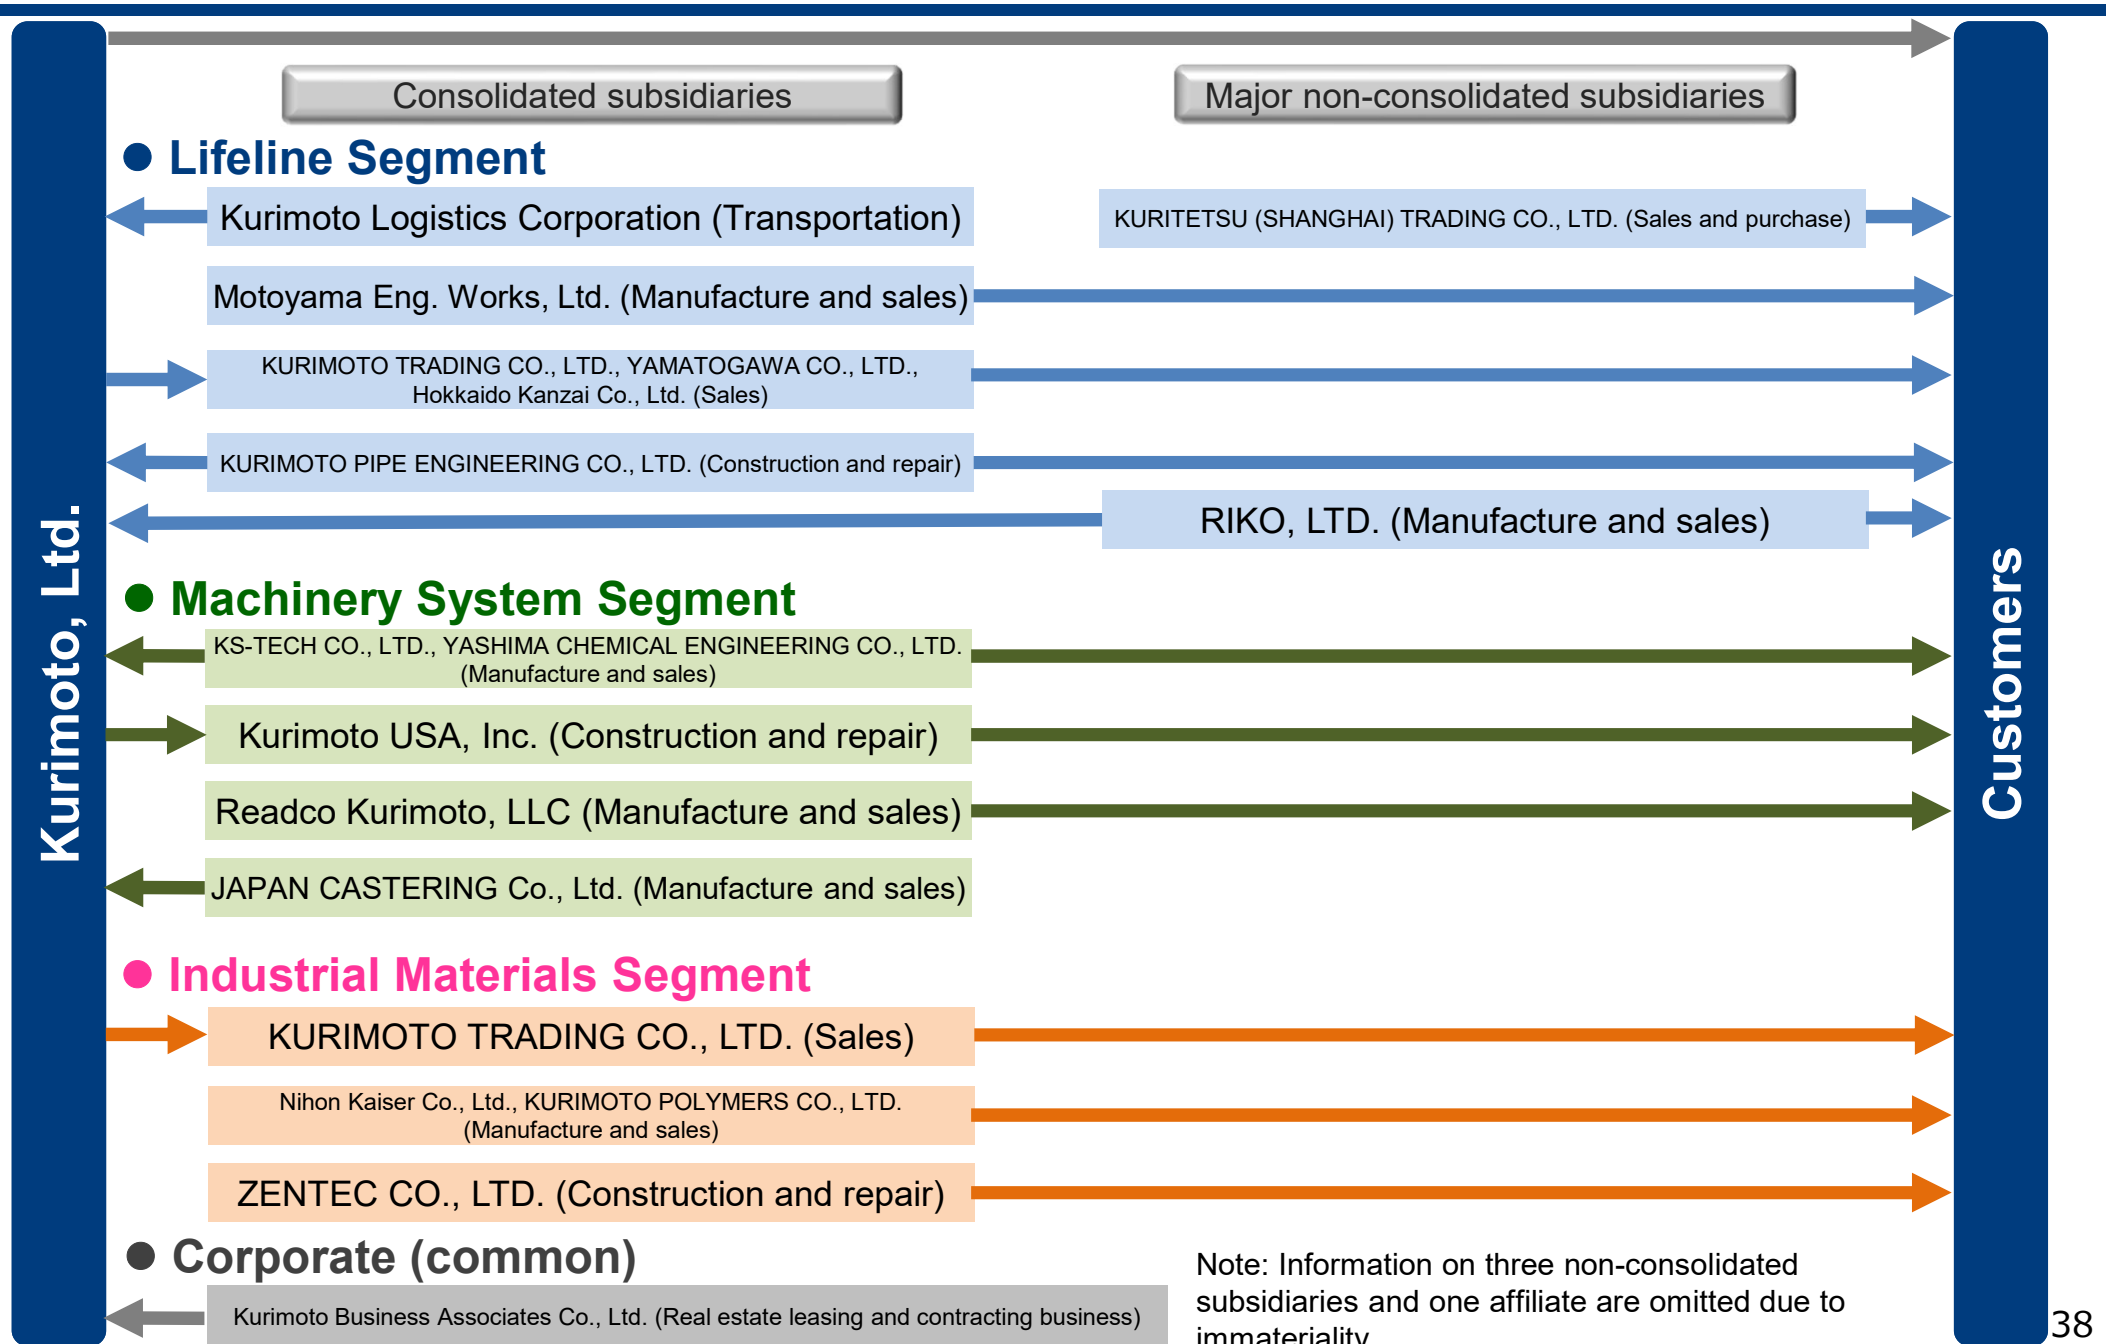 Consolidated subsidiaries
Major non-consolidated subsidiaries
Kurimoto, Ltd.
Customers
● Lifeline Segment
Kurimoto Logistics Corporation (Transportation)
KURITETSU (SHANGHAI) TRADING CO., LTD. (Sales and purchase)
Motoyama Eng. Works, Ltd. (Manufacture and sales)
KURIMOTO TRADING CO., LTD., YAMATOGAWA CO., LTD.,
Hokkaido Kanzai Co., Ltd. (Sales)
KURIMOTO PIPE ENGINEERING CO., LTD. (Construction and repair)
RIKO, LTD. (Manufacture and sales)
● Machinery System Segment
KS-TECH CO., LTD., YASHIMA CHEMICAL ENGINEERING CO., LTD.
(Manufacture and sales)
Kurimoto USA, Inc. (Construction and repair)
Readco Kurimoto, LLC (Manufacture and sales)
JAPAN CASTERING Co., Ltd. (Manufacture and sales)
● Industrial Materials Segment
KURIMOTO TRADING CO., LTD. (Sales)
Nihon Kaiser Co., Ltd., KURIMOTO POLYMERS CO., LTD.
(Manufacture and sales)
ZENTEC CO., LTD. (Construction and repair)
● Corporate (common)
Kurimoto Business Associates Co., Ltd. (Real estate leasing and contracting business)
Note: Information on three non-consolidated
subsidiaries and one affiliate are omitted due to
immateriality
38